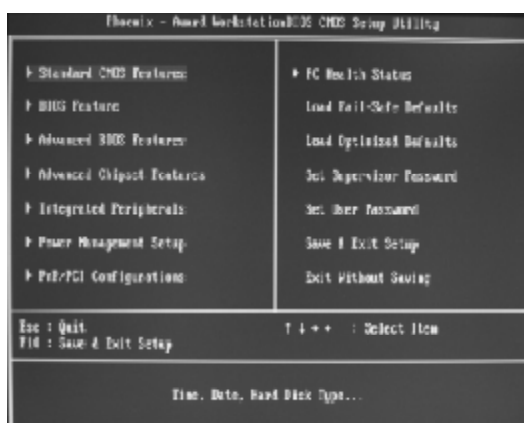 Phoenix - Award WorkstationBIOS CMOS Setup Utility
Standard CMOS Features
BIOS Feature
Advanced BIOS Features
Advanced Chipset Features
Integrated Peripherals
Power Management Setup
PnP/PCI Configurations
PC Health Status
Load Fail-Safe Defaults
Load Optimized Defaults
Set Supervisor Password
Set User Password
Save & Exit Setup
Exit Without Saving
Esc : Quit
F10 : Save & Exit Setup
↑ ↓ → ← : Select Item
Time, Date, Hard Disk Type...